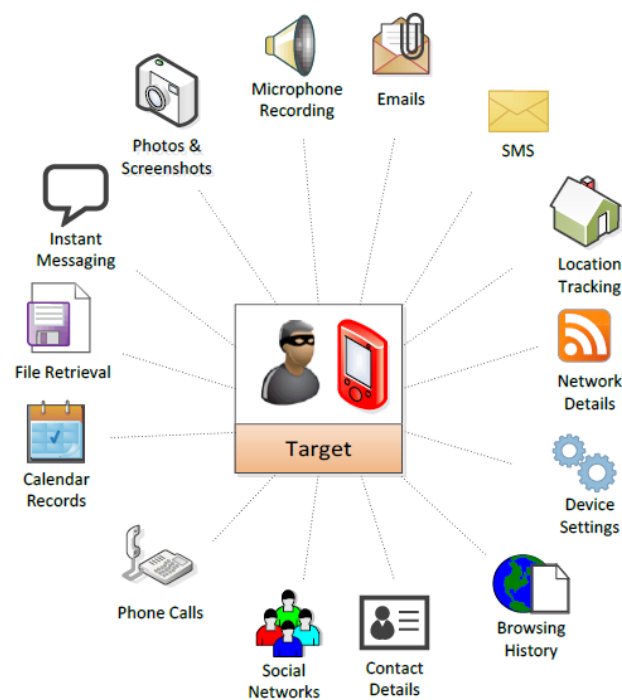 Microphone
Recording
Emails
SMS
Photos &
Screenshots
Instant
Messaging
Location
Tracking
File Retrieval
Network
Details
Target
Calendar
Records
Device
Settings
Phone Calls
Browsing
History
Social
Networks
Contact
Details